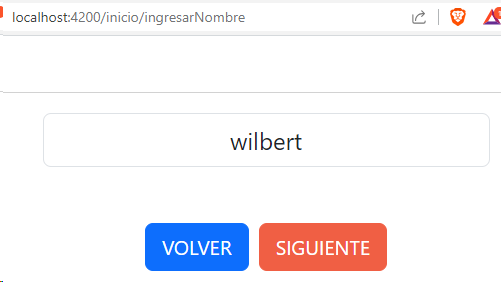 localhost:4200/inicio/ingresarNombre
wilbert
VOLVER SIGUIENTE